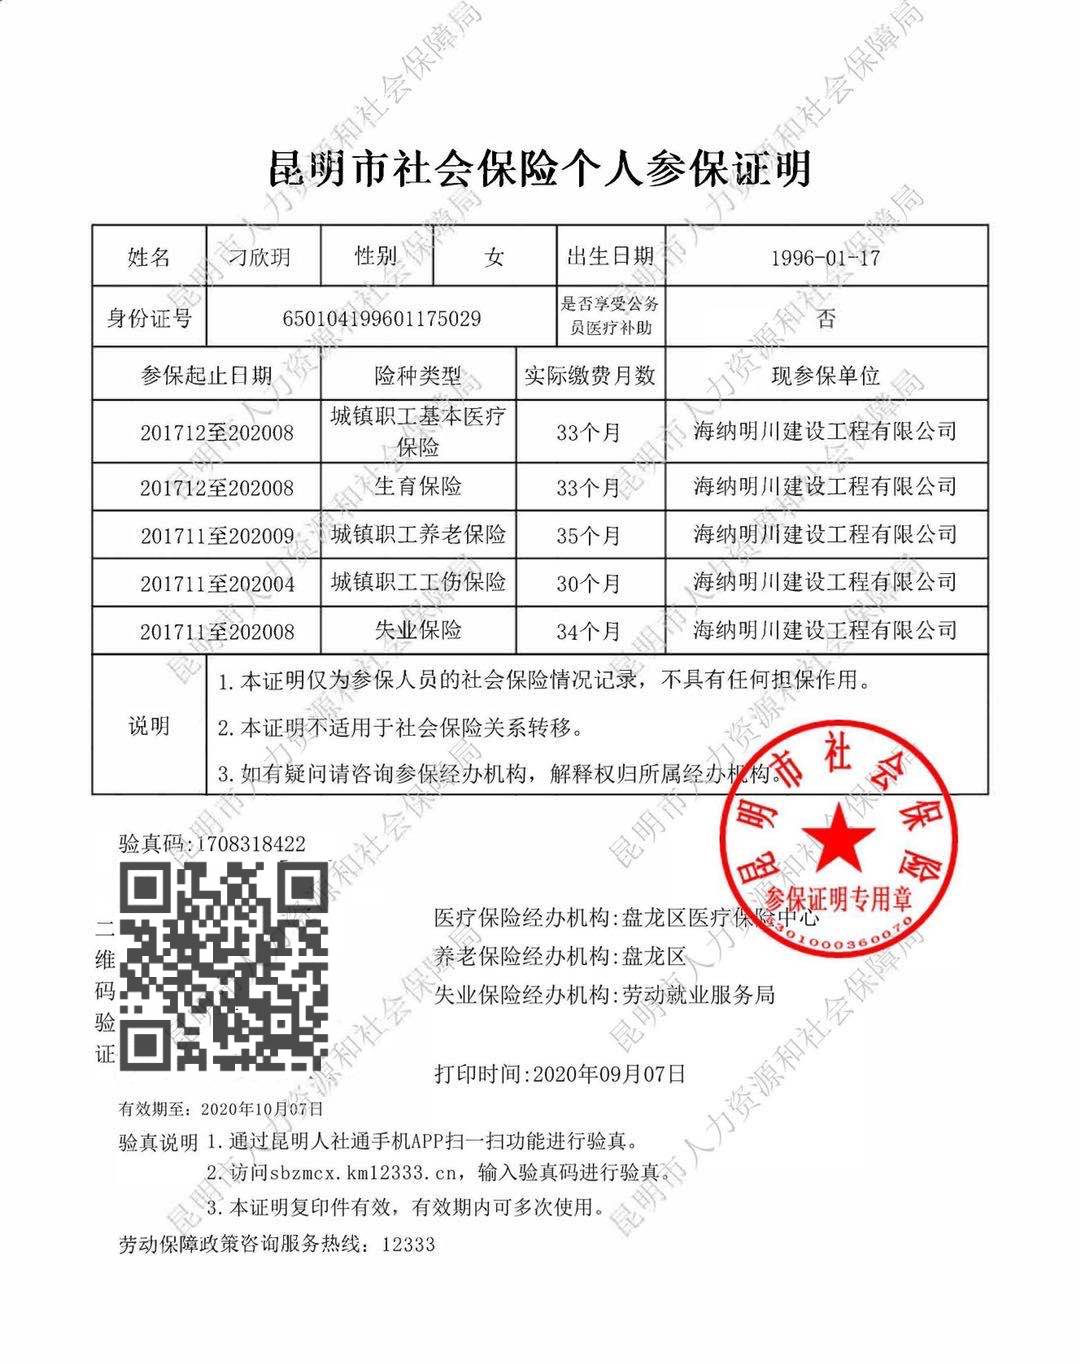 昆明市社会保险个人参保证明
姓名 刁欣玥 性别 女 出生日期 1996-01-17
身份证号 650104199601175029 是否享受公务员医疗补助 否
参保起止日期 险种类型 实际缴费月数 现参保单位
201712至202008 城镇职工基本医疗保险 33个月 海纳明川建设工程有限公司
201712至202008 生育保险 33个月 海纳明川建设工程有限公司
201711至202009 城镇职工养老保险 35个月 海纳明川建设工程有限公司
201711至202004 城镇职工工伤保险 30个月 海纳明川建设工程有限公司
201711至202008 失业保险 34个月 海纳明川建设工程有限公司
说明
1.本证明仅为参保人员的社会保险情况记录，不具有任何担保作用。
2.本证明不适用于社会保险关系转移。
3.如有疑问请咨询参保经办机构，解释权归所属经办机构。
昆明市社会保险
参保证明专用章
5301000360070
验真码:1708318422
二维码验证
医疗保险经办机构:盘龙区医疗保险中心
养老保险经办机构:盘龙区
失业保险经办机构:劳动就业服务局
打印时间:2020年09月07日
有效期至: 2020年10月07日
验真说明 1.通过昆明人社通手机APP扫一扫功能进行验真。
2.访问sbzmcx.km12333.cn，输入验真码进行验真。
3.本证明复印件有效，有效期内可多次使用。
劳动保障政策咨询服务热线：12333
昆明市人力资源和社会保障局